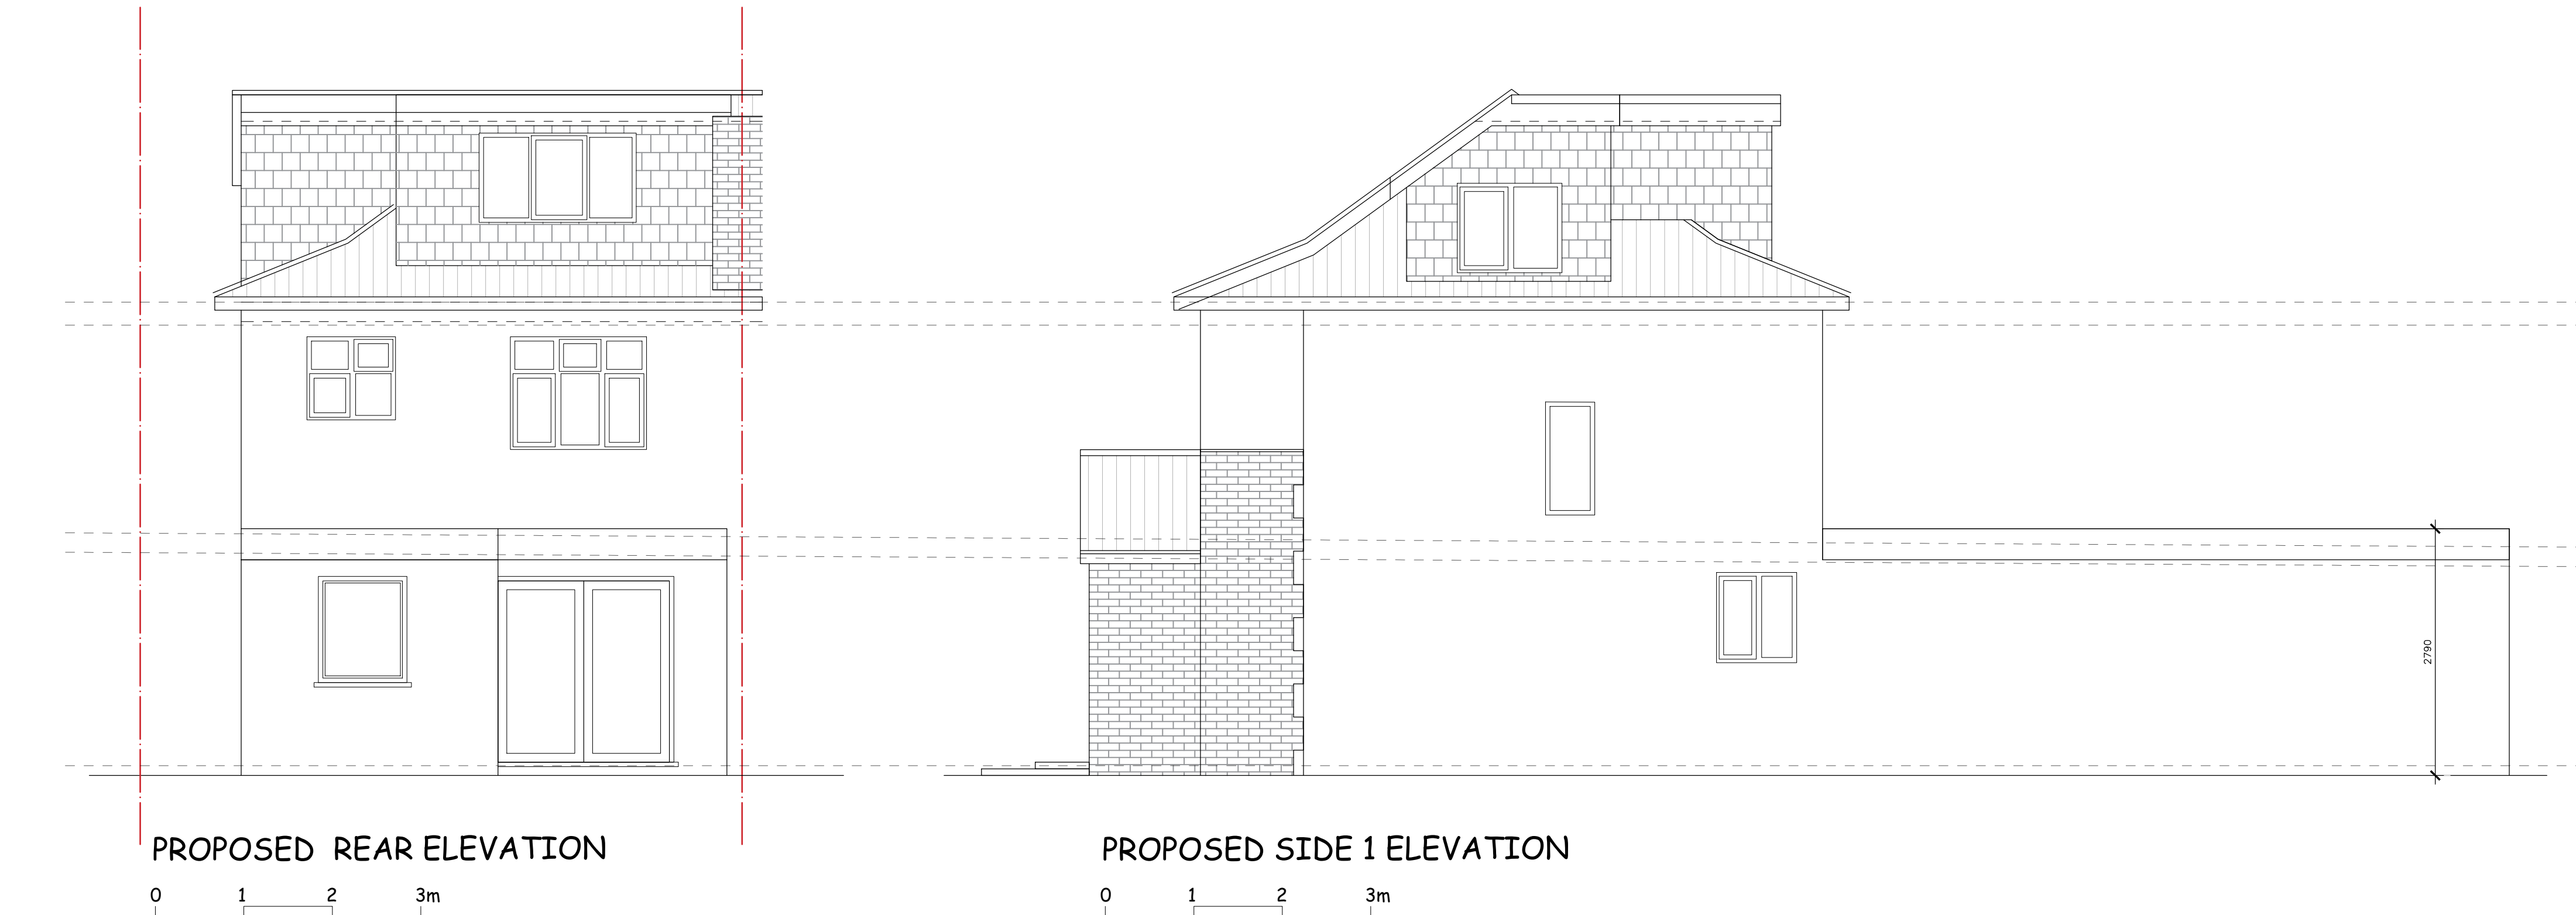 2790
PROPOSED REAR ELEVATION
0 1 2 3m
PROPOSED SIDE 1 ELEVATION
0 1 2 3m